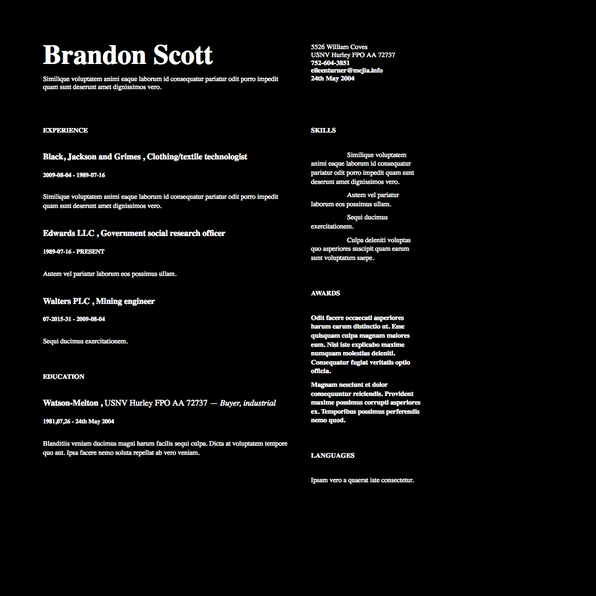 Brandon Scott
Similique voluptatem animi eaque laborum id consequatur pariatur odit porro impedit
quam sunt deserunt amet dignissimos vero.
5526 William Coves
USNV Hurley FPO AA 72737
752-604-3851
eileenturner@mejia.info
24th May 2004
EXPERIENCE
Black, Jackson and Grimes , Clothing/textile technologist
2009-08-04 - 1989-07-16
Similique voluptatem animi eaque laborum id consequatur pariatur odit porro impedit
quam sunt deserunt amet dignissimos vero.
Edwards LLC , Government social research officer
1989-07-16 - PRESENT
Autem vel pariatur laborum eos possimus ullam.
Walters PLC , Mining engineer
07-2015-31 - 2009-08-04
Sequi ducimus exercitationem.
EDUCATION
Watson-Melton , USNV Hurley FPO AA 72737 — Buyer, industrial
1981,07,26 - 24th May 2004
Blanditiis veniam ducimus magni harum facilis sequi culpa. Dicta at voluptatem tempore
quo aut. Ipsa facere nemo soluta repellat ab vero veniam.
SKILLS
Similique voluptatem
animi eaque laborum id consequatur
pariatur odit porro impedit quam sunt
deserunt amet dignissimos vero.
Autem vel pariatur
laborum eos possimus ullam.
Sequi ducimus
exercitationem.
Culpa deleniti voluptas
quo asperiores suscipit quam earum
sunt voluptatum saepe.
AWARDS
Odit facere occaecati asperiores
harum earum distinctio ut. Esse
quisquam culpa magnam maiores
eum. Nisi iste explicabo maxime
numquam molestias deleniti.
Consequatur fugiat veritatis optio
officia.
Magnam nesciunt et dolor
consequuntur reiciendis. Provident
maxime possimus corrupti asperiores
ex. Temporibus possimus perferendis
nemo quod.
LANGUAGES
Ipsam vero a quaerat iste consectetur.